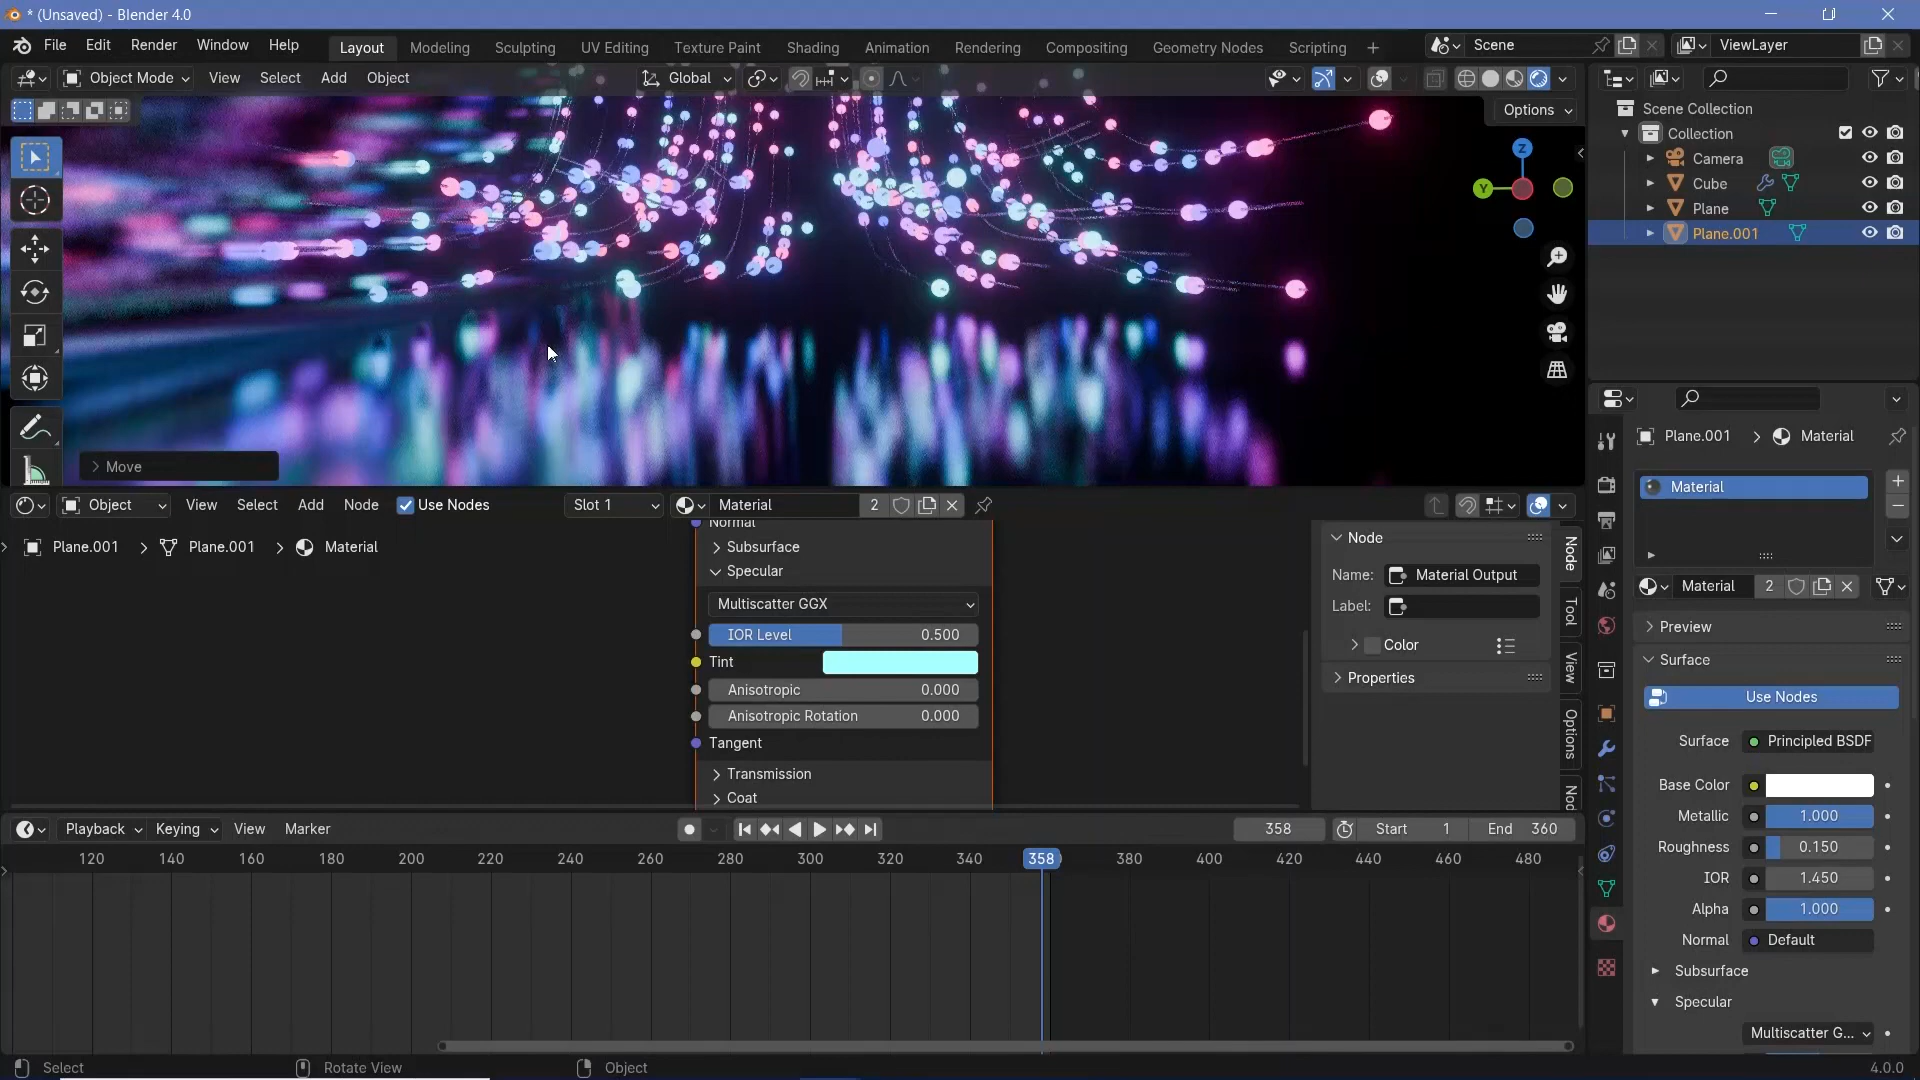 * (Unsaved) - Blender 4.0
File Edit Render Window Help Layout Modeling Sculpting UV Editing Texture Paint Shading Animation Rendering Compositing Geometry Nodes Scripting + Scene ViewLayer
Object Mode View Select Add Object Global
Options
Scene Collection
Collection
Camera
Cube
Plane
Plane.001
Z
Y
Move
Plane.001 > Material
Material
Object View Select Add Node Use Nodes Slot 1 Material 2
Plane.001 > Plane.001 > Material
Normal
Subsurface
Specular
Multiscatter GGX
IOR Level 0.500
Tint
Anisotropic 0.000
Anisotropic Rotation 0.000
Tangent
Transmission
Coat
Node
Name: Material Output
Label:
Color
Properties
Node
Tool
View
Options
Nod
Material 2
Preview
Surface
Use Nodes
Surface Principled BSDF
Base Color
Metallic 1.000
Roughness 0.150
IOR 1.450
Alpha 1.000
Normal Default
Subsurface
Specular
Multiscatter G...
Playback Keying View Marker 358 Start 1 End 360
120 140 160 180 200 220 240 260 280 300 320 340 358 380 400 420 440 460 480
Select Rotate View Object 4.0.0